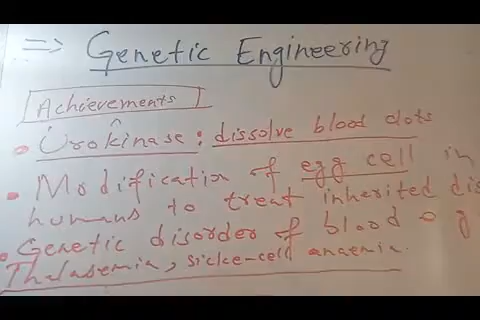 => Genetic Engineering
Achievements
• Urokinase : dissolve blood clots
• Modification of egg cell in
humans to treat inherited dis
• Genetic disorder of blood e g
Thalasemia, sickle-cell anaemia.